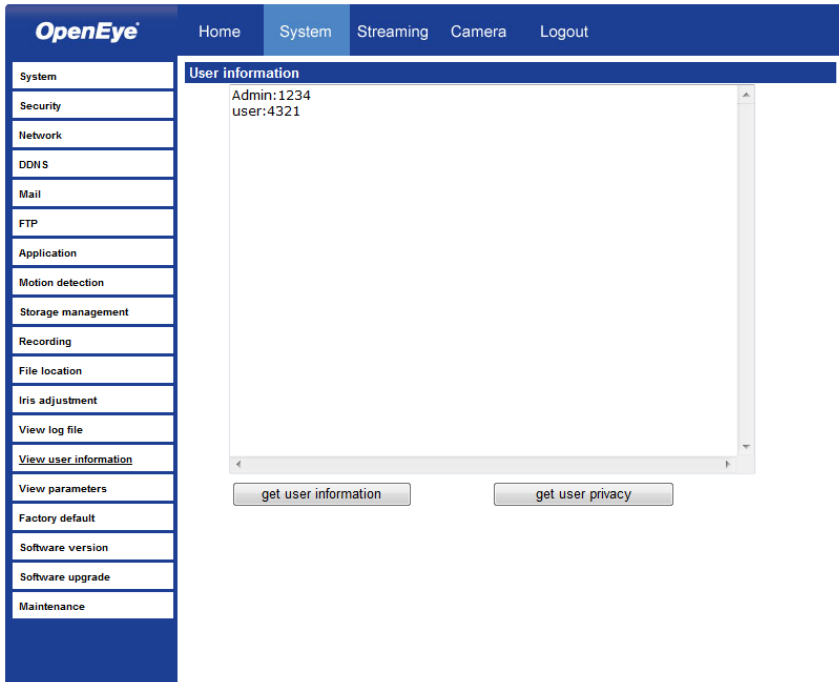 OpenEye
Home System Streaming Camera Logout
System
Security
Network
DDNS
Mail
FTP
Application
Motion detection
Storage management
Recording
File location
Iris adjustment
View log file
View user information
View parameters
Factory default
Software version
Software upgrade
Maintenance
User information
Admin:1234
user:4321
get user information get user privacy